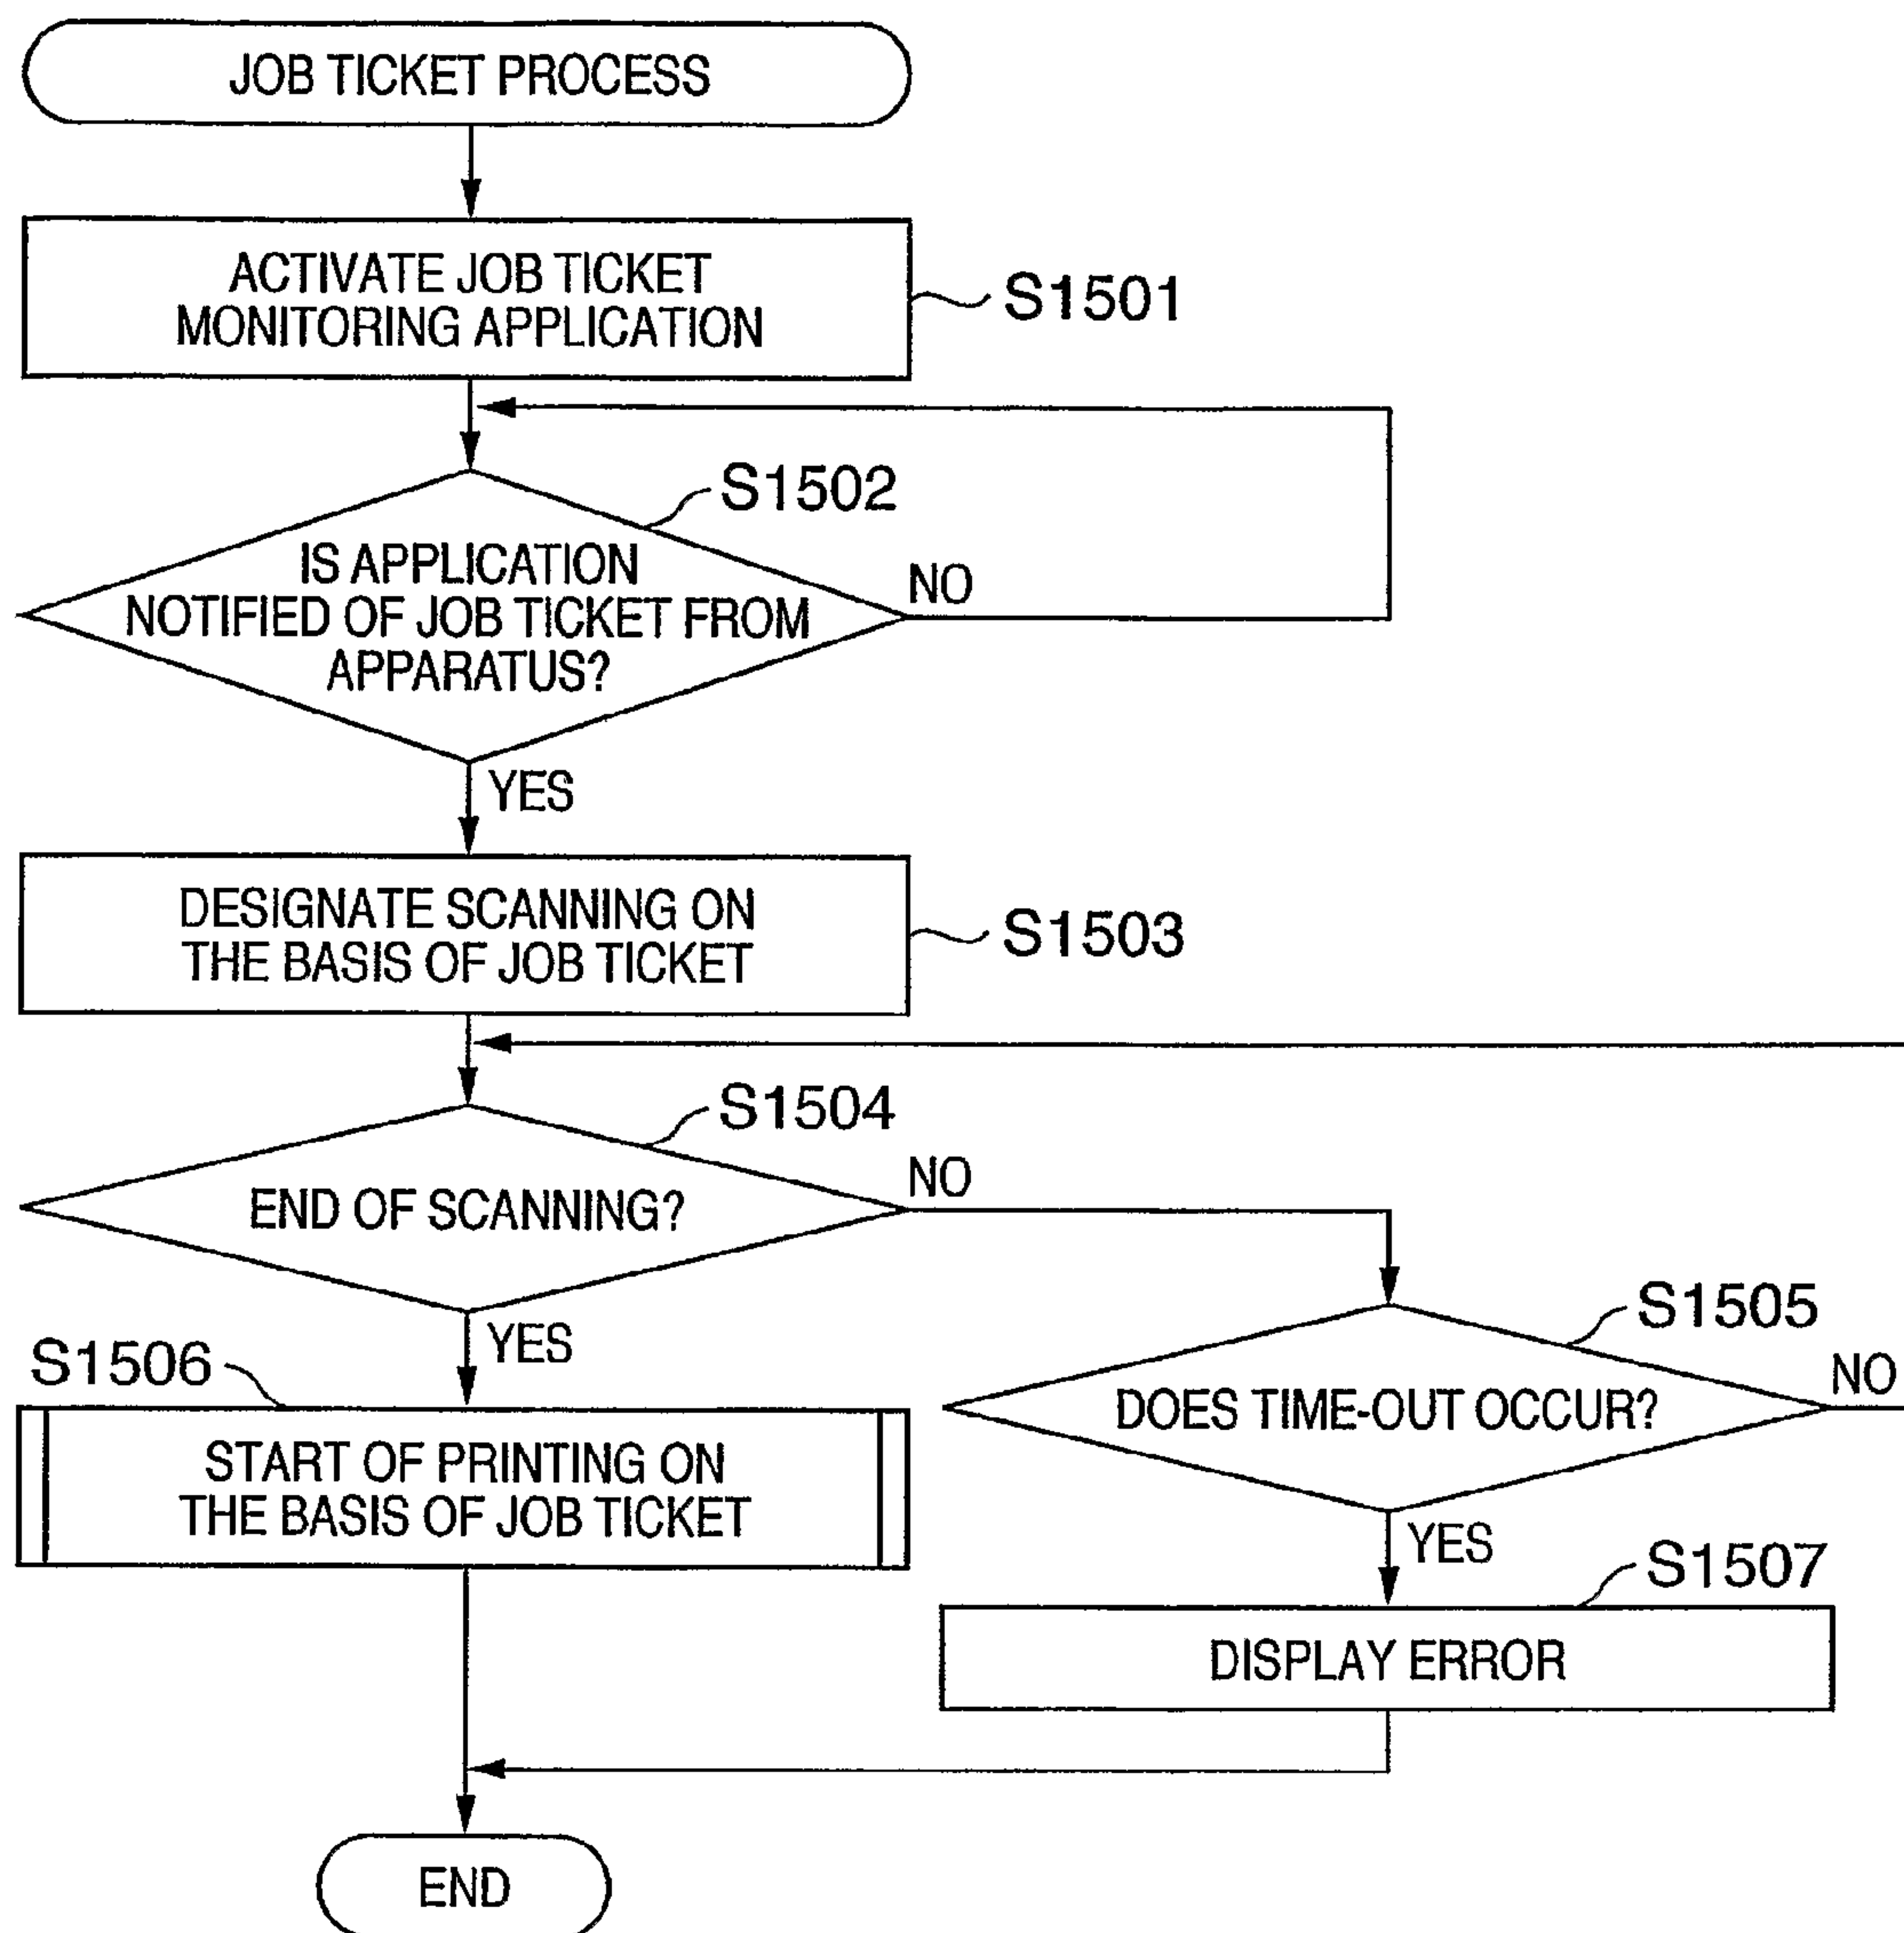 JOB TICKET PROCESS
ACTIVATE JOB TICKET
MONITORING APPLICATION
S1501
S1502
IS APPLICATION
NOTIFIED OF JOB TICKET FROM
APPARATUS?
NO
YES
DESIGNATE SCANNING ON
THE BASIS OF JOB TICKET
S1503
S1504
END OF SCANNING?
NO
YES
S1505
DOES TIME-OUT OCCUR?
NO
YES
S1506
START OF PRINTING ON
THE BASIS OF JOB TICKET
S1507
DISPLAY ERROR
END